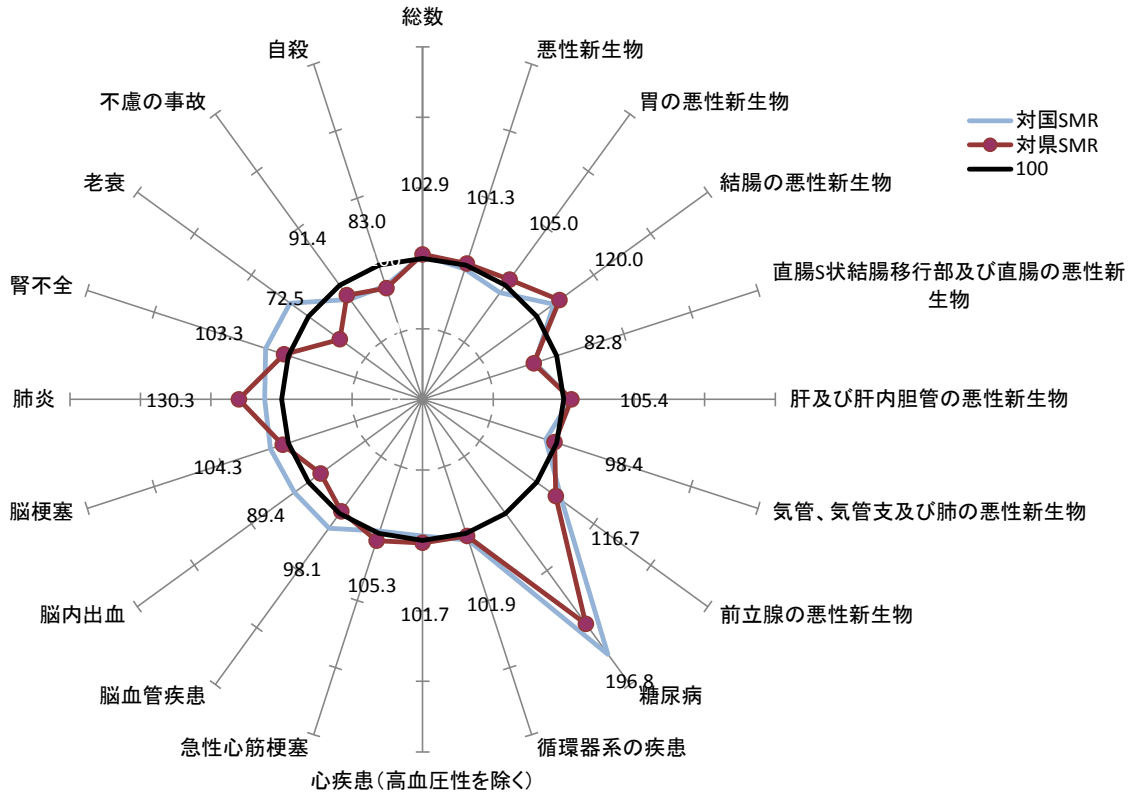 総数
悪性新生物
胃の悪性新生物
結腸の悪性新生物
直腸S状結腸移行部及び直腸の悪性新
生物
肝及び肝内胆管の悪性新生物
気管、気管支及び肺の悪性新生物
前立腺の悪性新生物
糖尿病
循環器系の疾患
心疾患(高血圧性を除く)
急性心筋梗塞
脳血管疾患
脳内出血
脳梗塞
肺炎
腎不全
老衰
不慮の事故
自殺
102.9
101.3
105.0
120.0
82.8
105.4
98.4
116.7
196.8
101.9
101.7
105.3
98.1
89.4
104.3
130.3
103.3
72.5
91.4
83.0
対国SMR
対県SMR
100